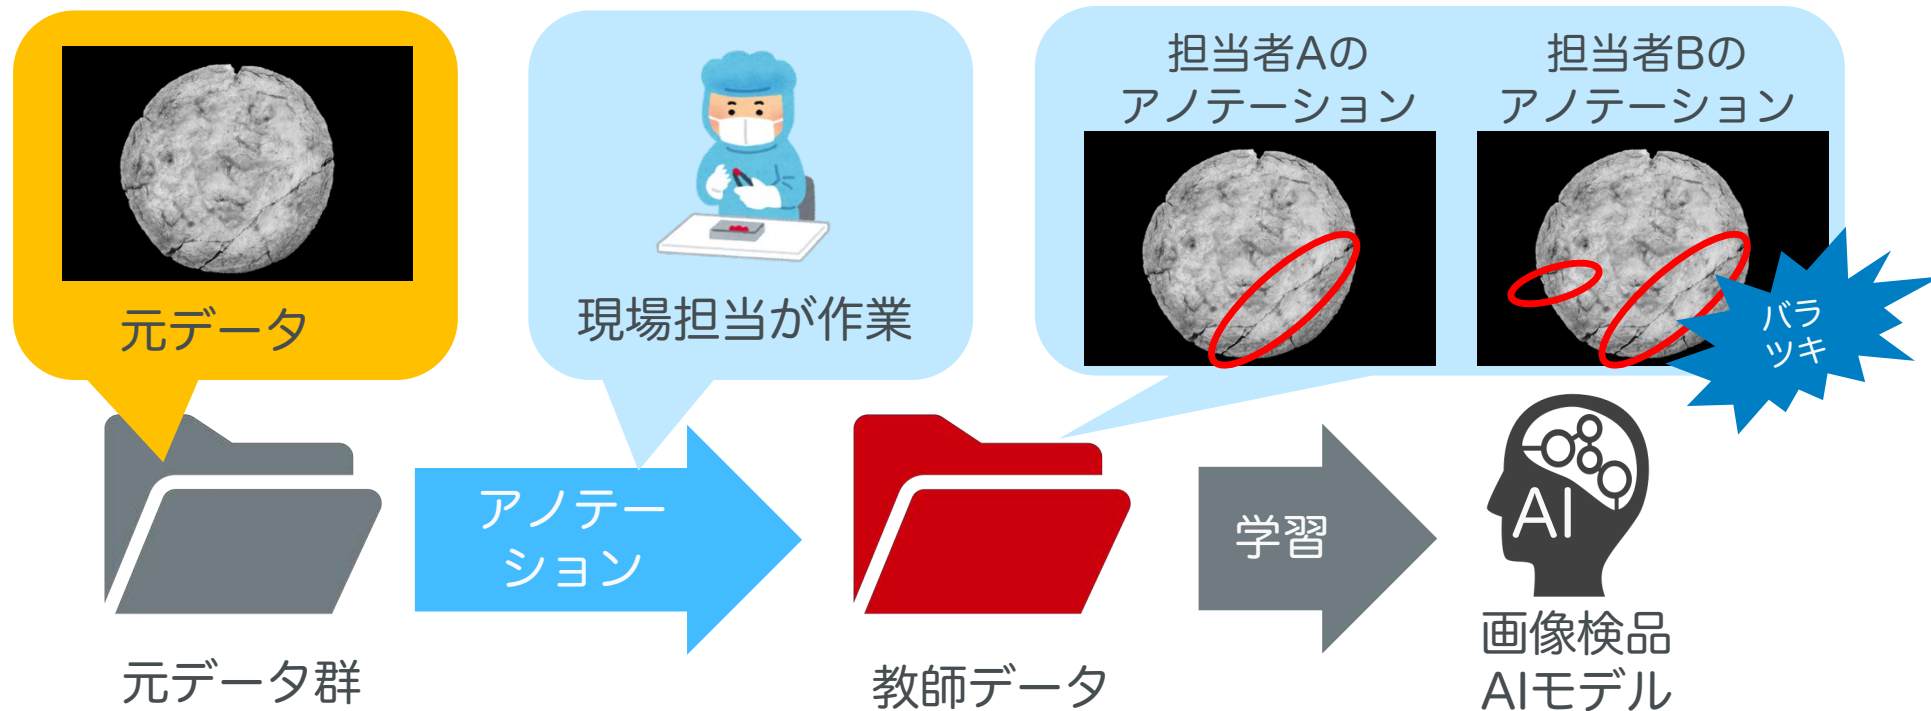 元データ
現場担当が作業
担当者Aの
アノテーション
担当者Bの
アノテーション
バラ
ツキ
アノテー
ション
学習
AI
元データ群
教師データ
画像検品
AIモデル